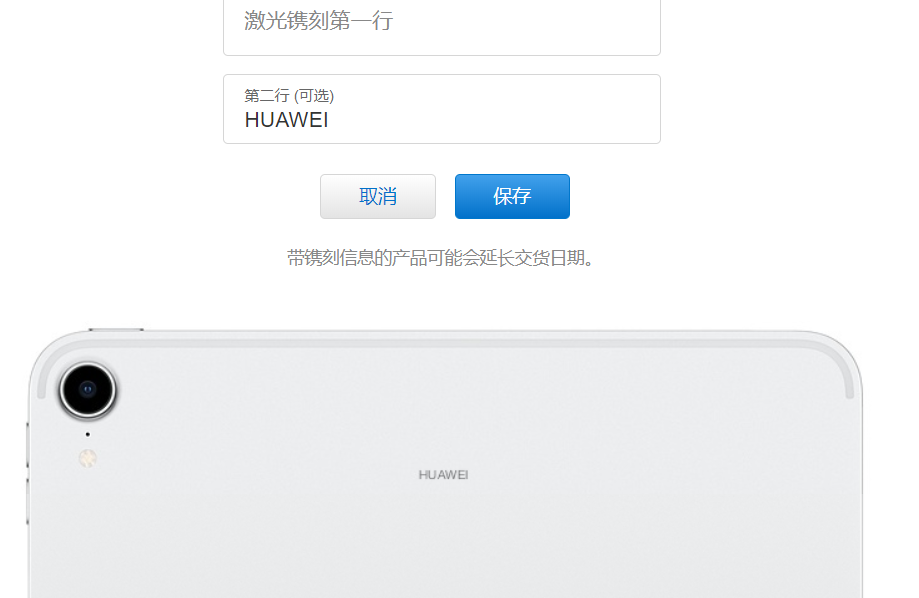 激光镌刻第一行
第二行 (可选)
HUAWEI
取消
保存
带镌刻信息的产品可能会延长交货日期。
HUAWEI